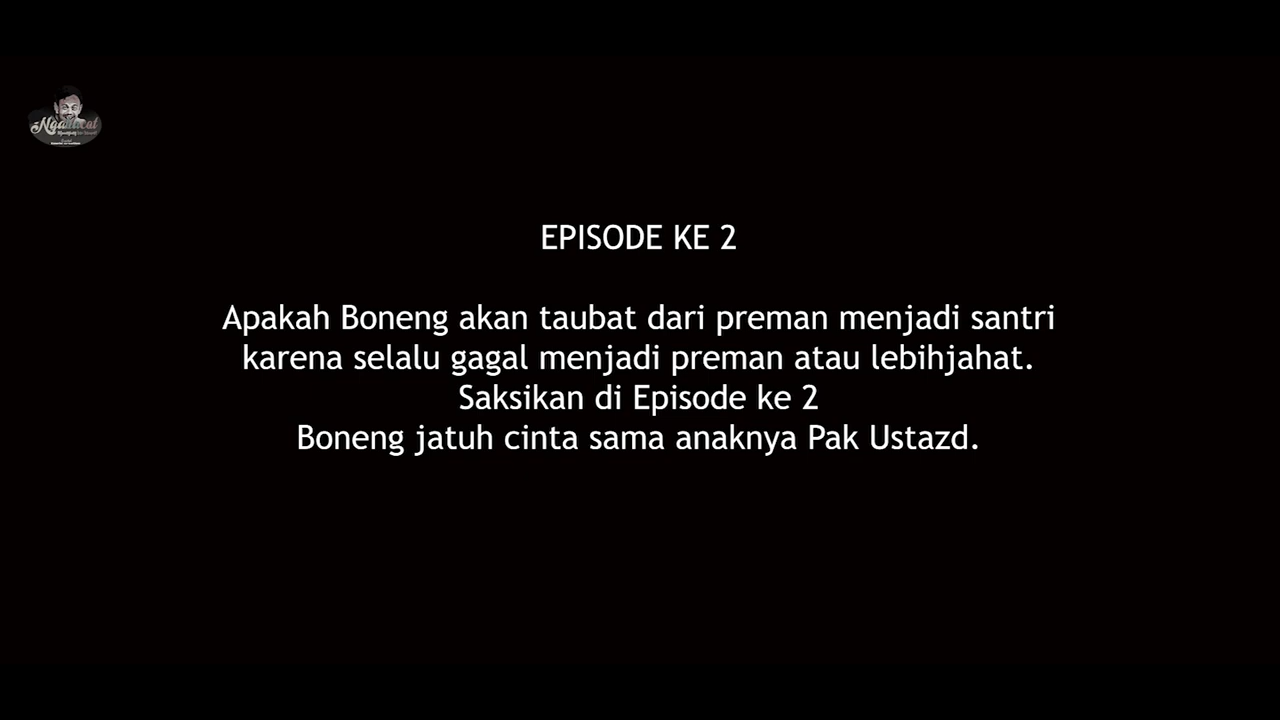 EPISODE KE 2
Apakah Boneng akan taubat dari preman menjadi santri
karena selalu gagal menjadi preman atau lebihjahat.
Saksikan di Episode ke 2
Boneng jatuh cinta sama anaknya Pak Ustazd.